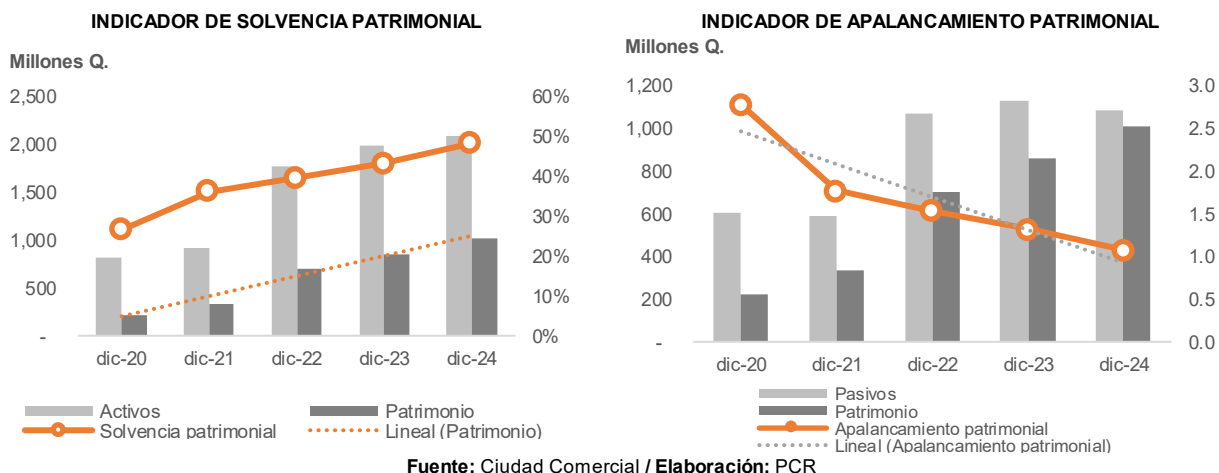 INDICADOR DE SOLVENCIA PATRIMONIAL
Millones Q.
2,500
2,000
1,500
1,000
500
-
60%
50%
40%
30%
20%
10%
0%
dic-20 dic-21 dic-22 dic-23 dic-24
Activos Patrimonio
Solvencia patrimonial Lineal (Patrimonio)
INDICADOR DE APALANCAMIENTO PATRIMONIAL
Millones Q.
1,200
1,000
800
600
400
200
-
3.0
2.5
2.0
1.5
1.0
0.5
0.0
dic-20 dic-21 dic-22 dic-23 dic-24
Pasivos
Patrimonio
Apalancamiento patrimonial
Lineal (Apalancamiento patrimonial)
Fuente: Ciudad Comercial / Elaboración: PCR